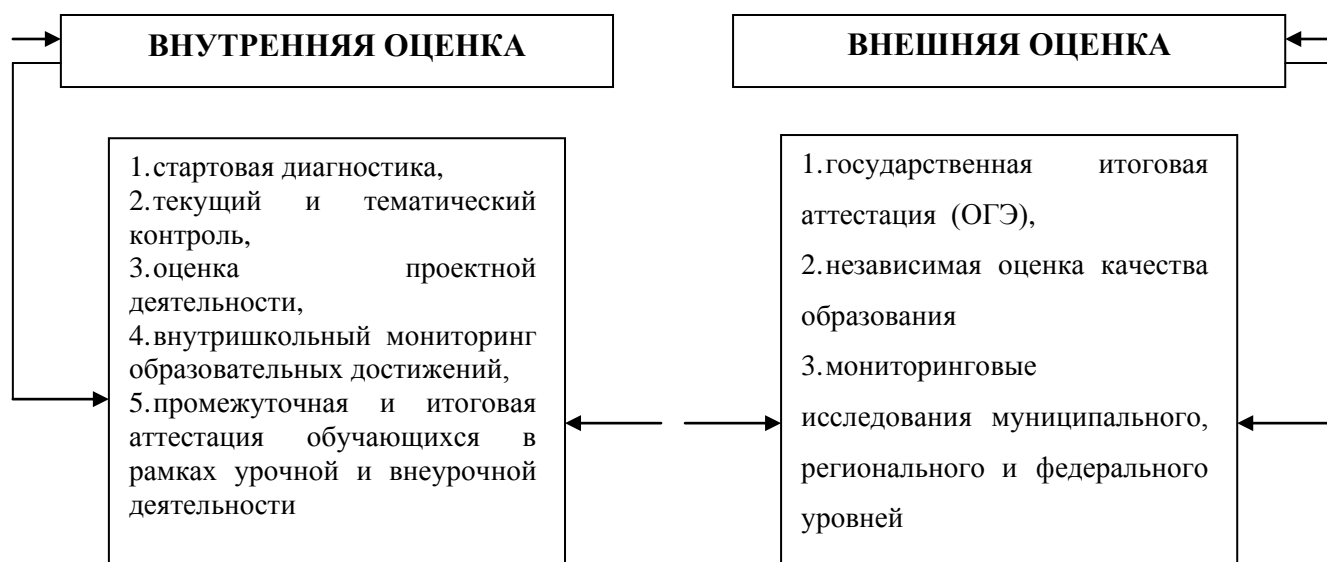 ВНУТРЕННЯЯ ОЦЕНКА
1.стартовая диагностика,
2.текущий и тематический
контроль,
3.оценка проектной
деятельности,
4.внутришкольный мониторинг
образовательных достижений,
5.промежуточная и итоговая
аттестация обучающихся в
рамках урочной и внеурочной
деятельности
ВНЕШНЯЯ ОЦЕНКА
1.государственная итоговая
аттестация (ОГЭ),
2.независимая оценка качества
образования
3.мониторинговые
исследования муниципального,
регионального и федерального
уровней